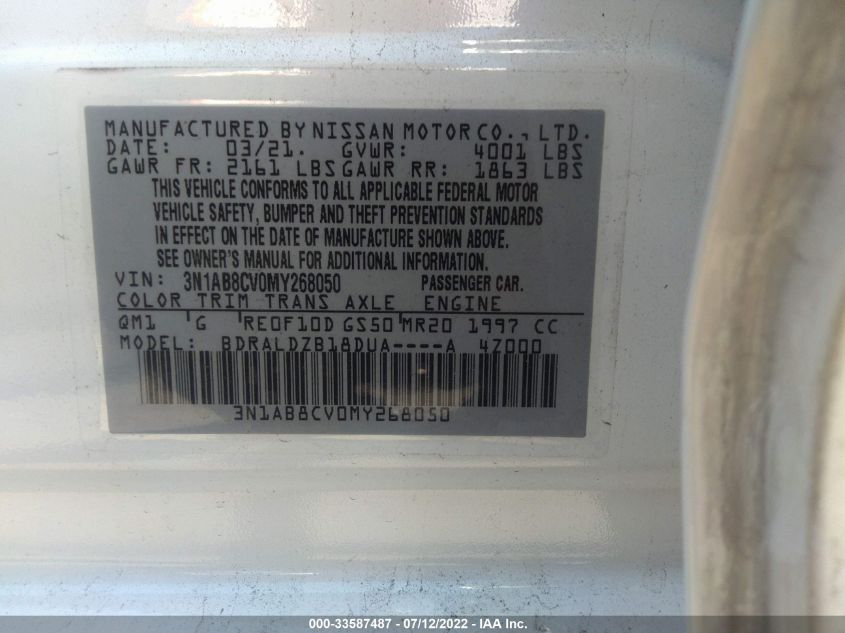 MANUFACTURED BY NISSAN MOTOR CO., LTD.
DATE: 03/21. GVWR: 4001 LBS
GAWR FR: 2161 LBS GAWR RR: 1863 LBS
THIS VEHICLE CONFORMS TO ALL APPLICABLE FEDERAL MOTOR
VEHICLE SAFETY, BUMPER AND THEFT PREVENTION STANDARDS
IN EFFECT ON THE DATE OF MANUFACTURE SHOWN ABOVE.
SEE OWNER'S MANUAL FOR ADDITIONAL INFORMATION.
VIN: 3N1AB8CV0MY268050 PASSENGER CAR.
COLOR TRIM TRANS AXLE ENGINE
QM1 G RE0F10D GS50 MR20 1997 CC
MODEL: BDRALDZB18DUA----A 4Z000
3N1AB8CV0MY268050
000-33587487 - 07/12/2022 - IAA Inc.